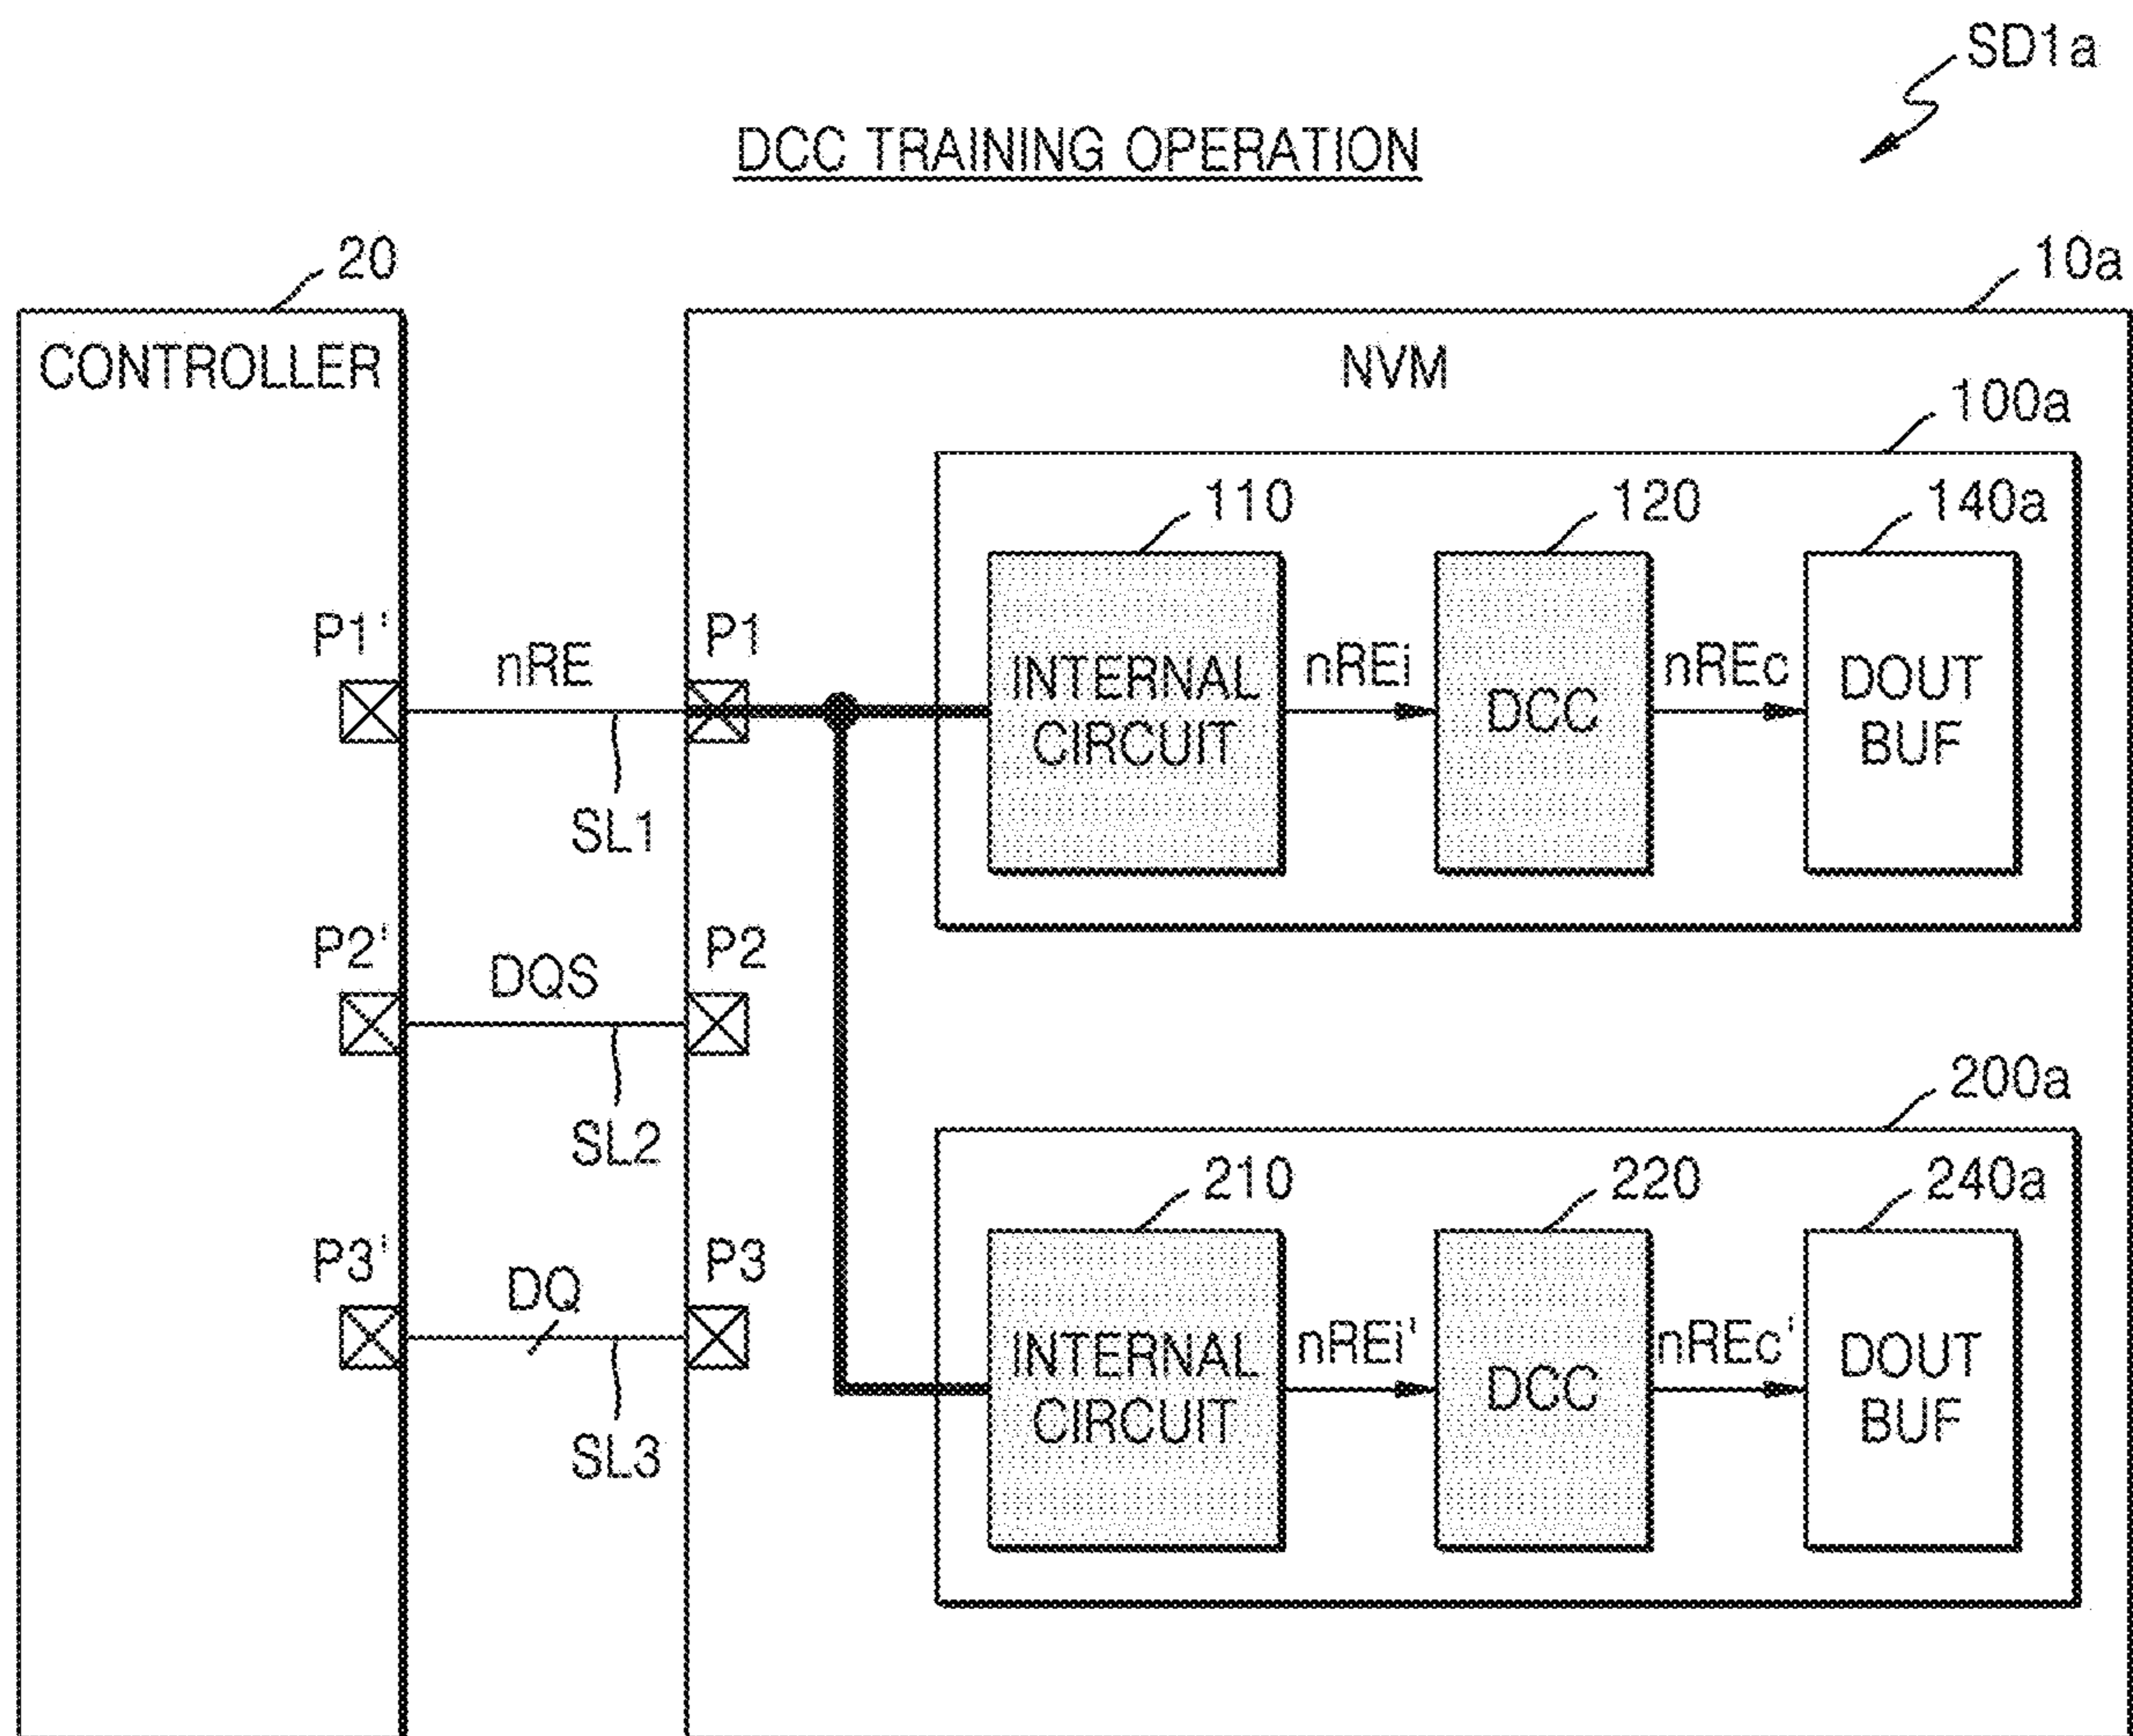 SD1a
DCC TRAINING OPERATION
20
10a
CONTROLLER
NVM
100a
110
120
140a
P1'
nRE
P1
INTERNAL
CIRCUIT
nREi
DCC
nREc
DOUT
BUF
SL1
P2'
DQS
P2
SL2
200a
210
220
240a
P3'
DQ
P3
INTERNAL
CIRCUIT
nREi'
DCC
nREc'
DOUT
BUF
SL3